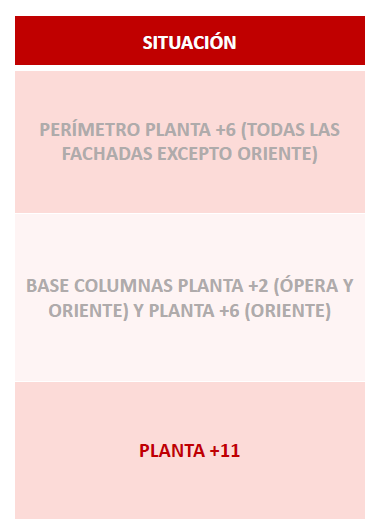 SITUACIÓN
PERÍMETRO PLANTA +6 (TODAS LAS
FACHADAS EXCEPTO ORIENTE)
BASE COLUMNAS PLANTA +2 (ÓPERA Y
ORIENTE) Y PLANTA +6 (ORIENTE)
PLANTA +11